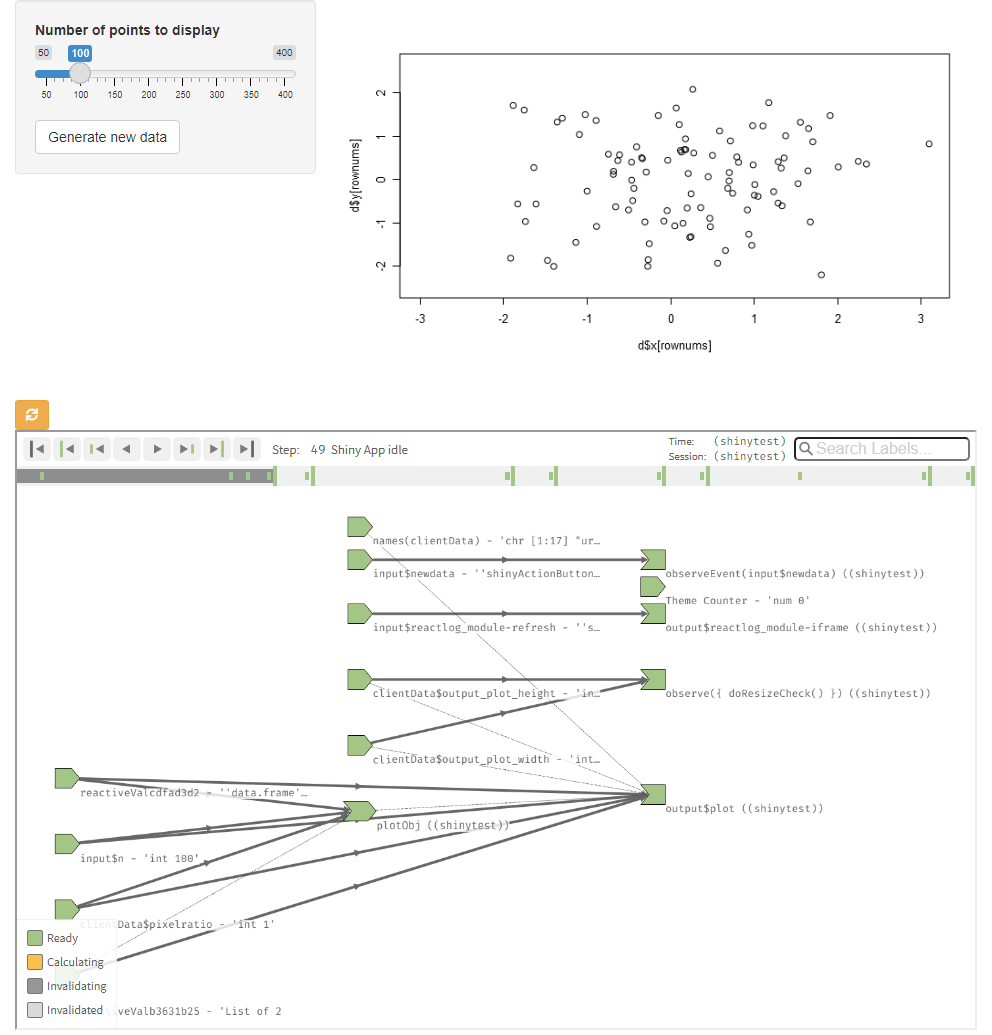 Number of points to display
50 100 400
50 100 150 200 250 300 350 400
Generate new data
d$y[rownums]
2
1
0
-1
-2
-3 -2 -1 0 1 2 3
d$x[rownums]
Step: 49 Shiny App idle
Time: (shinytest)
Session: (shinytest)
Search Labels...
names(clientData) - 'chr [1:17] "ur…
input$newdata - ''shinyActionButton…
observeEvent(input$newdata) ((shinytest))
Theme Counter - 'num 0'
input$reactlog_module-refresh - ''s…
output$reactlog_module-iframe ((shinytest))
clientData$output_plot_height - 'in…
observe({ doResizeCheck() }) ((shinytest))
clientData$output_plot_width - 'int…
reactiveValcdfad3d2 - ''data.frame'…
output$plot ((shinytest))
plotObj ((shinytest))
input$n - 'int 100'
clientData$pixelratio - 'int 1'
Ready
Calculating
Invalidating
Invalidated
iveValb3631b25 - 'List of 2